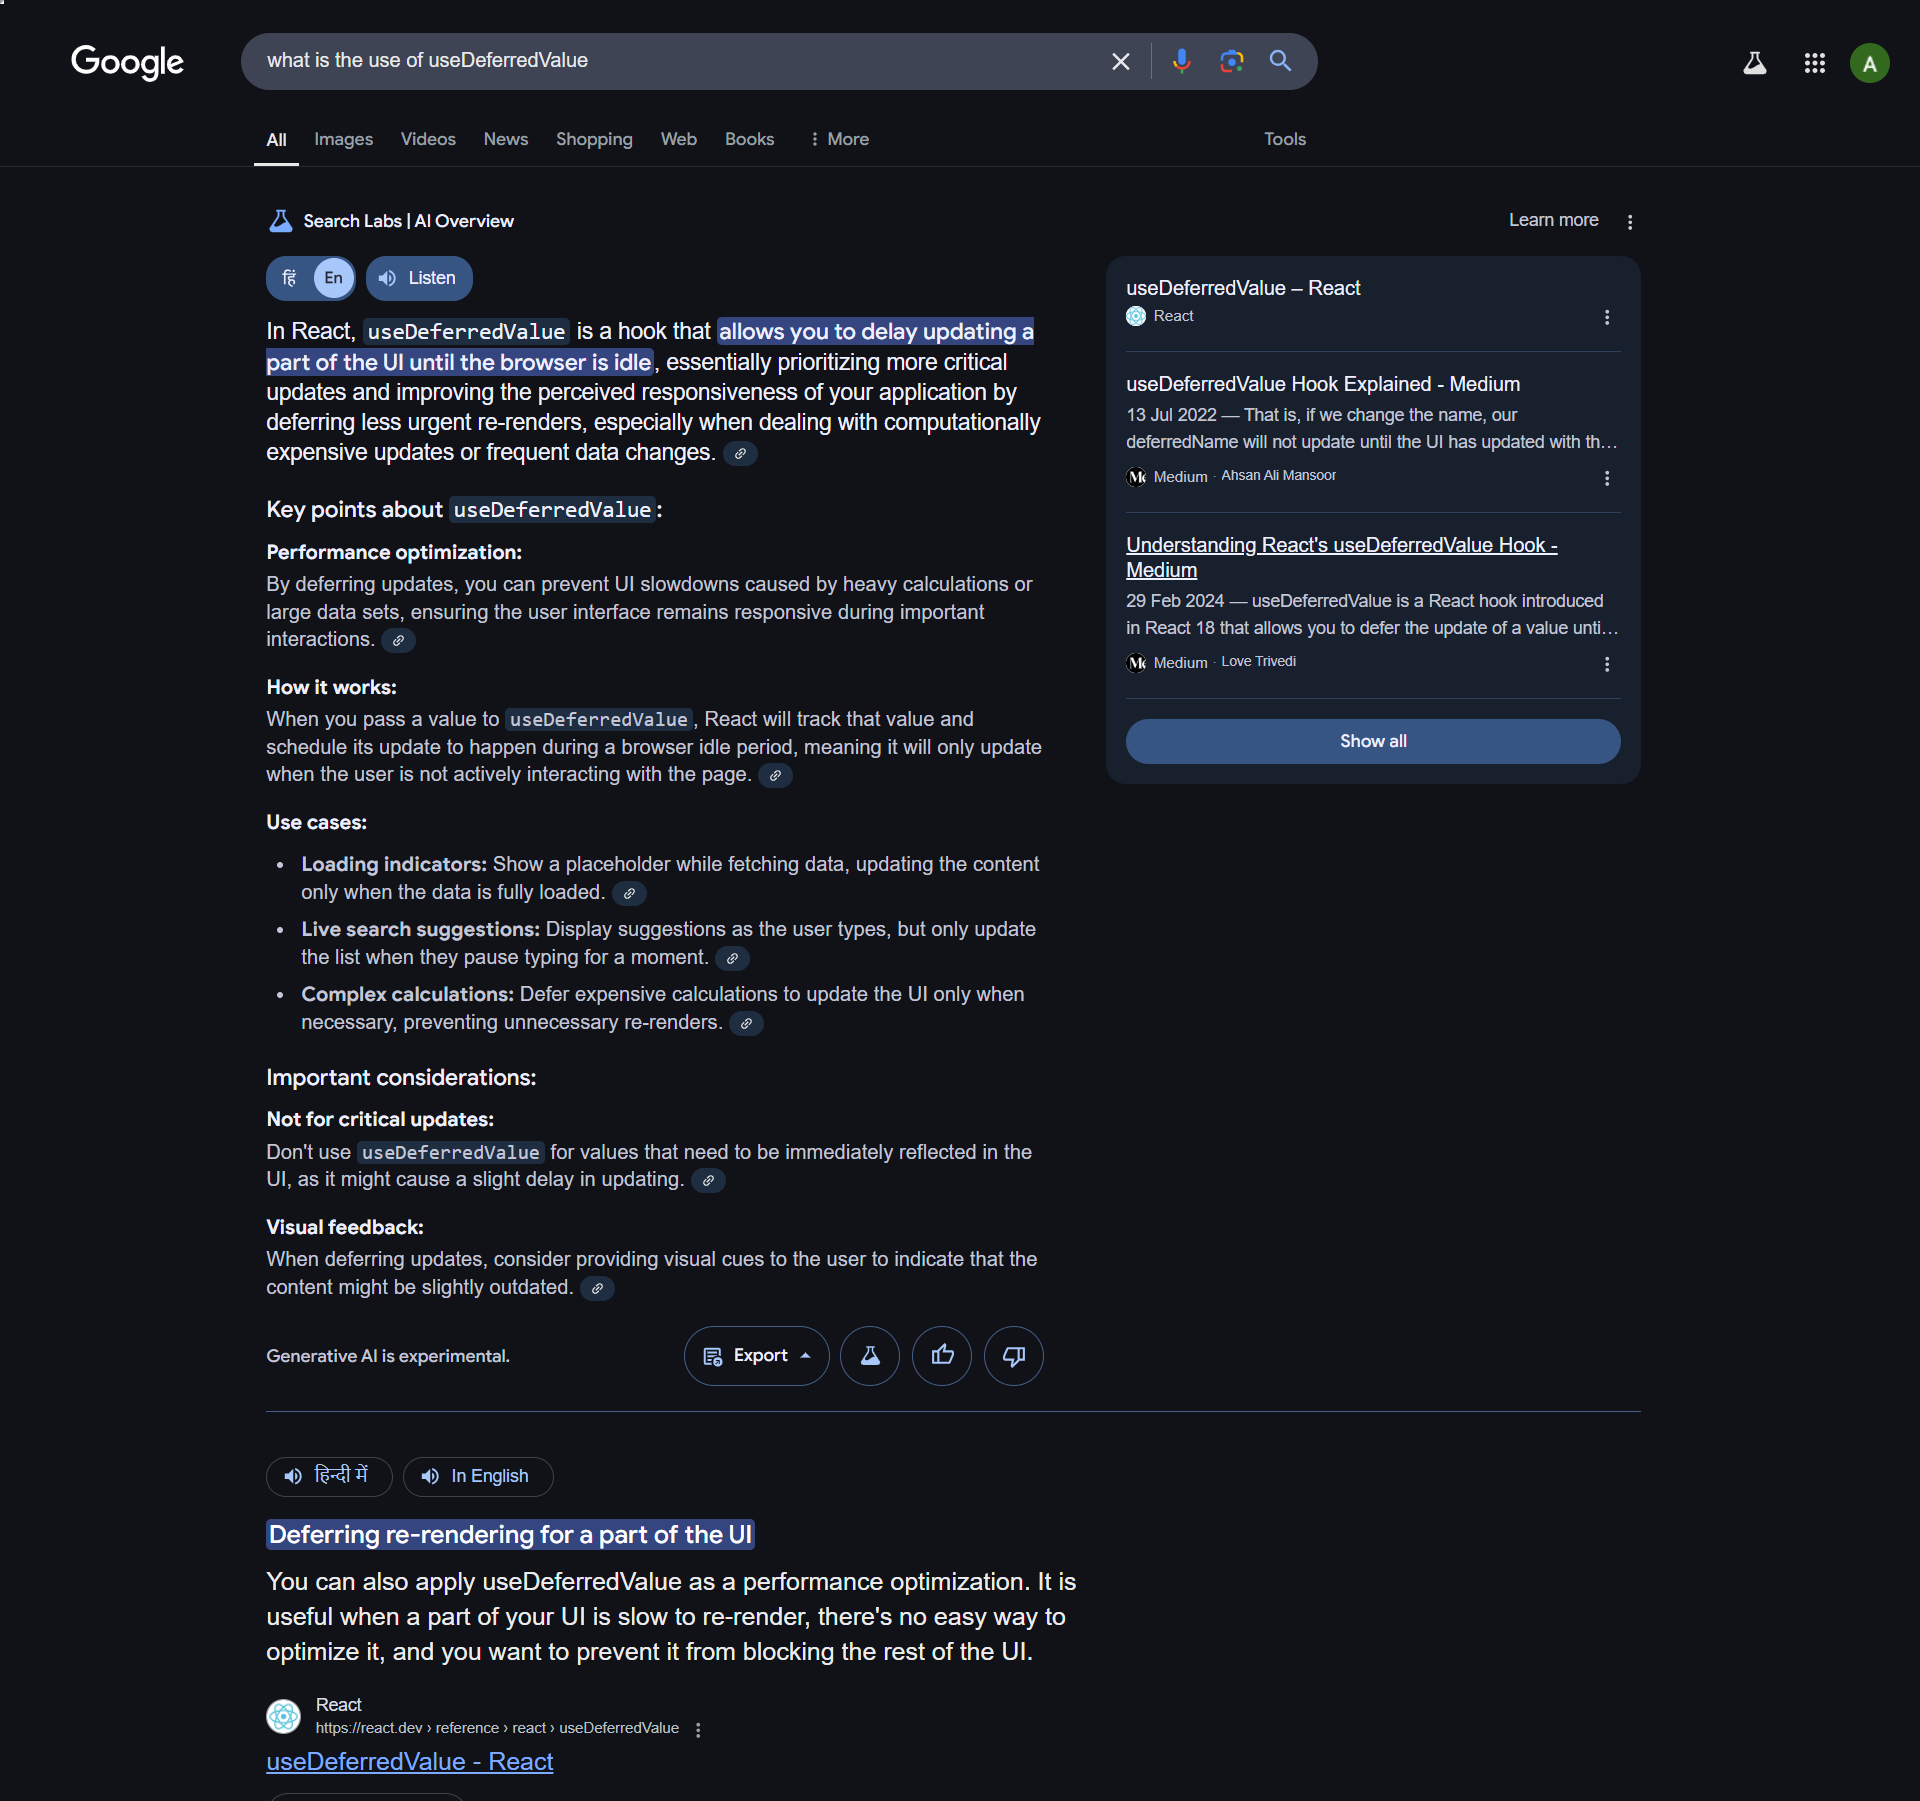 Google
what is the use of useDeferredValue
A
All Images Videos News Shopping Web Books More Tools
Search Labs | AI Overview
Learn more
हिं En Listen
In React, useDeferredValue is a hook that allows you to delay updating a
part of the UI until the browser is idle, essentially prioritizing more critical
updates and improving the perceived responsiveness of your application by
deferring less urgent re-renders, especially when dealing with computationally
expensive updates or frequent data changes.
Key points about useDeferredValue:
Performance optimization:
By deferring updates, you can prevent UI slowdowns caused by heavy calculations or
large data sets, ensuring the user interface remains responsive during important
interactions.
How it works:
When you pass a value to useDeferredValue, React will track that value and
schedule its update to happen during a browser idle period, meaning it will only update
when the user is not actively interacting with the page.
Use cases:
• Loading indicators: Show a placeholder while fetching data, updating the content
only when the data is fully loaded.
• Live search suggestions: Display suggestions as the user types, but only update
the list when they pause typing for a moment.
• Complex calculations: Defer expensive calculations to update the UI only when
necessary, preventing unnecessary re-renders.
Important considerations:
Not for critical updates:
Don't use useDeferredValue for values that need to be immediately reflected in the
UI, as it might cause a slight delay in updating.
Visual feedback:
When deferring updates, consider providing visual cues to the user to indicate that the
content might be slightly outdated.
Generative AI is experimental.
Export
useDeferredValue – React
React
useDeferredValue Hook Explained - Medium
13 Jul 2022 — That is, if we change the name, our
deferredName will not update until the UI has updated with th...
M Medium · Ahsan Ali Mansoor
Understanding React's useDeferredValue Hook -
Medium
29 Feb 2024 — useDeferredValue is a React hook introduced
in React 18 that allows you to defer the update of a value unti...
M Medium · Love Trivedi
Show all
हिन्दी में In English
Deferring re-rendering for a part of the UI
You can also apply useDeferredValue as a performance optimization. It is
useful when a part of your UI is slow to re-render, there's no easy way to
optimize it, and you want to prevent it from blocking the rest of the UI.
React
https://react.dev › reference › react › useDeferredValue
useDeferredValue - React